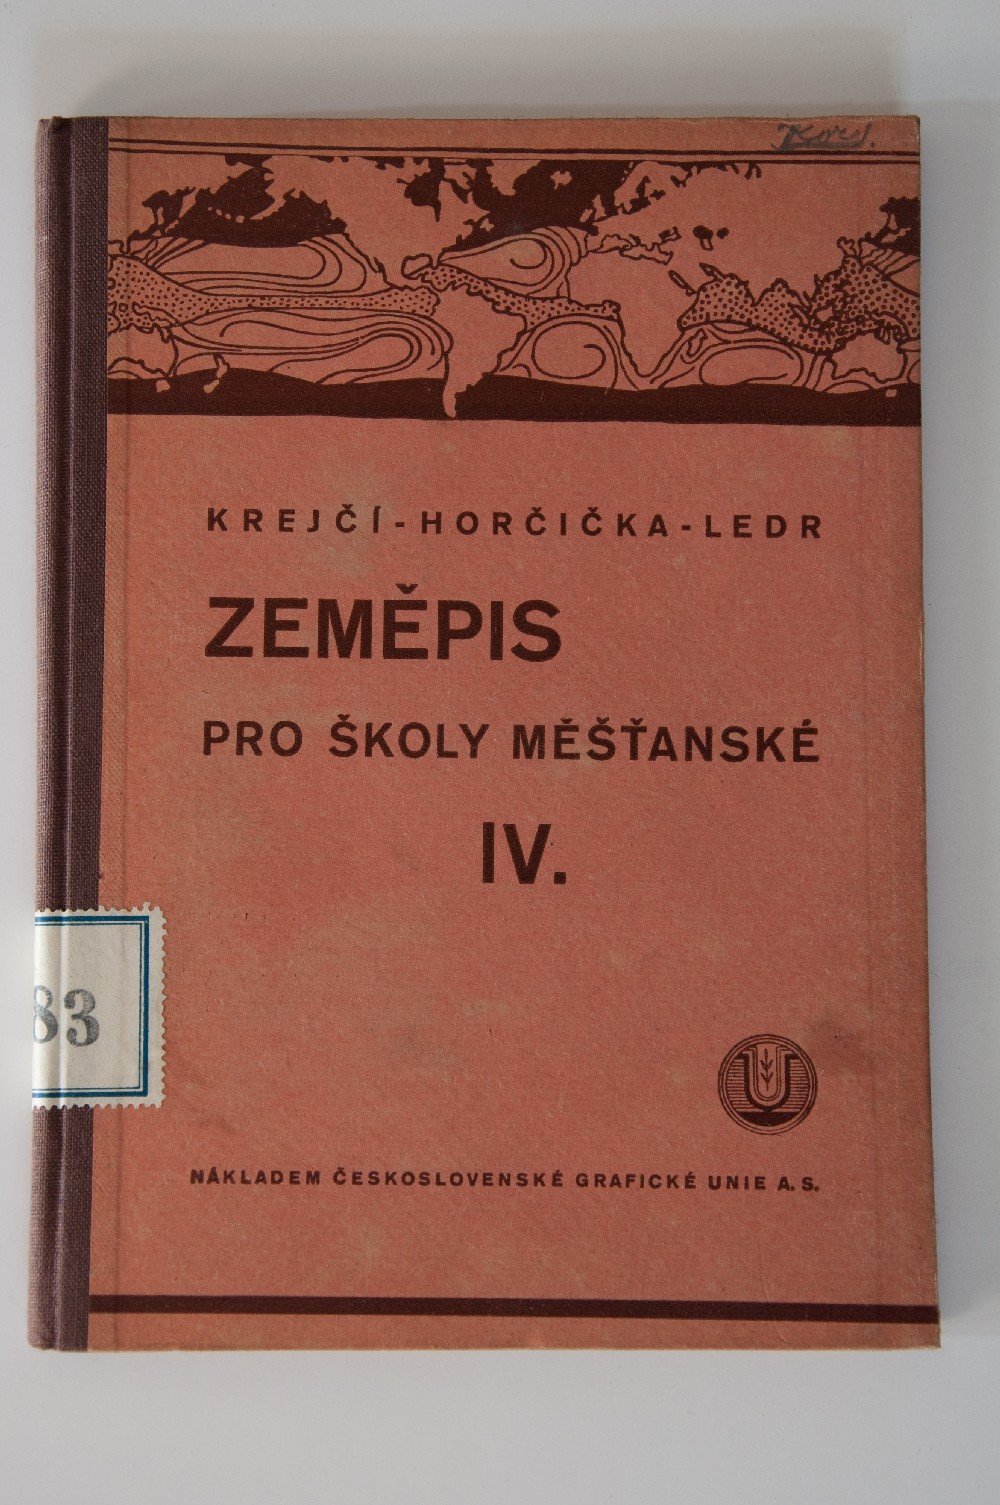 KREJČÍ-HORČIČKA-LEDR
ZEMĚPIS
PRO ŠKOLY MĚŠŤANSKÉ
IV.
83
NÁKLADEM ČESKOSLOVENSKÉ GRAFICKÉ UNIE A. S.